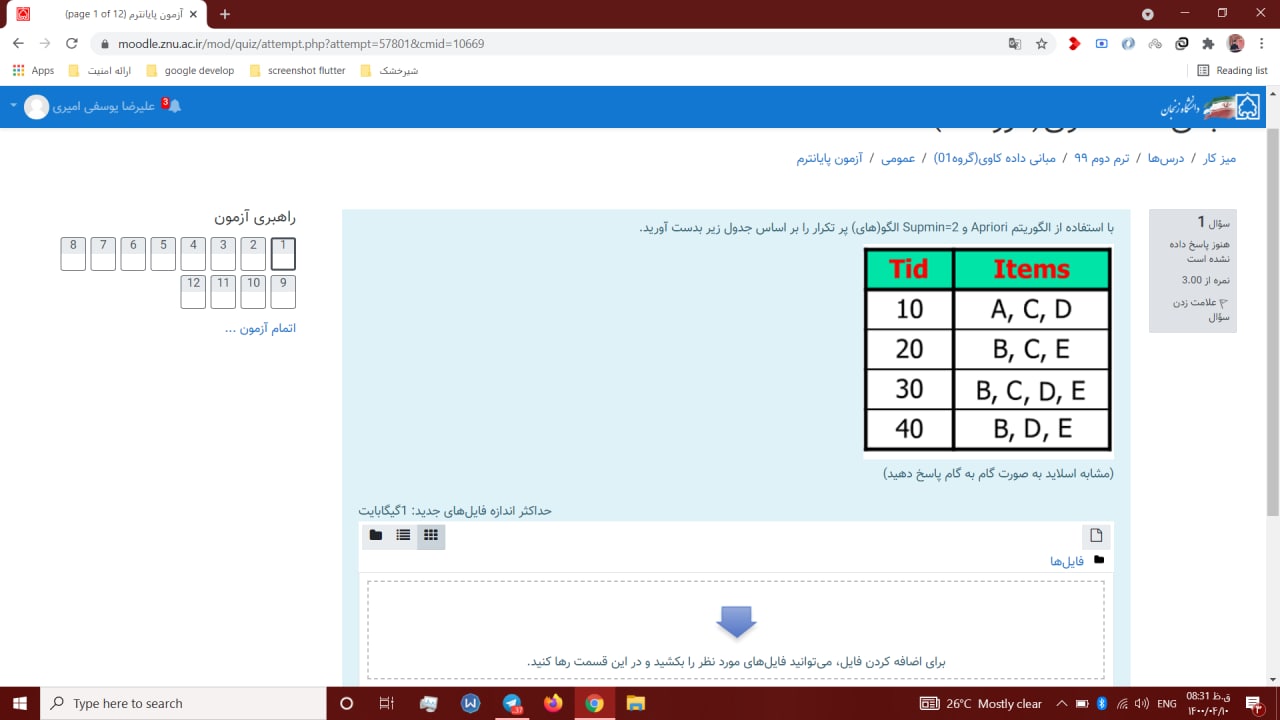 آزمون پایانترم (page 1 of 12)
moodle.znu.ac.ir/mod/quiz/attempt.php?attempt=57801&cmid=10669
Apps
ارائه امنیت
google develop
screenshot flutter
شیرخشک
Reading list
دانشگاه زنجان
3
علیرضا یوسفی امیری
میز کار / درس‌ها / ترم دوم ۹۹ / مبانی داده کاوی(گروه01) / عمومی / آزمون پایانترم
سؤال 1
هنوز پاسخ داده
نشده است
نمره از 3.00
علامت زدن
سؤال
با استفاده از الگوریتم Apriori و Supmin=2 الگو(های) پر تکرار را بر اساس جدول زیر بدست آورید.
Tid Items
10 A, C, D
20 B, C, E
30 B, C, D, E
40 B, D, E
(مشابه اسلاید به صورت گام به گام پاسخ دهید)
حداکثر اندازه فایل‌های جدید: 1گیگابایت
فایل‌ها
برای اضافه کردن فایل، می‌توانید فایل‌های مورد نظر را بکشید و در این قسمت رها کنید.
راهبری آزمون
1 2 3 4 5 6 7 8
9 10 11 12
اتمام آزمون ...
Type here to search
26°C Mostly clear
ENG
08:31 ق.ظ
۱۴۰۰/۰۴/۱۰